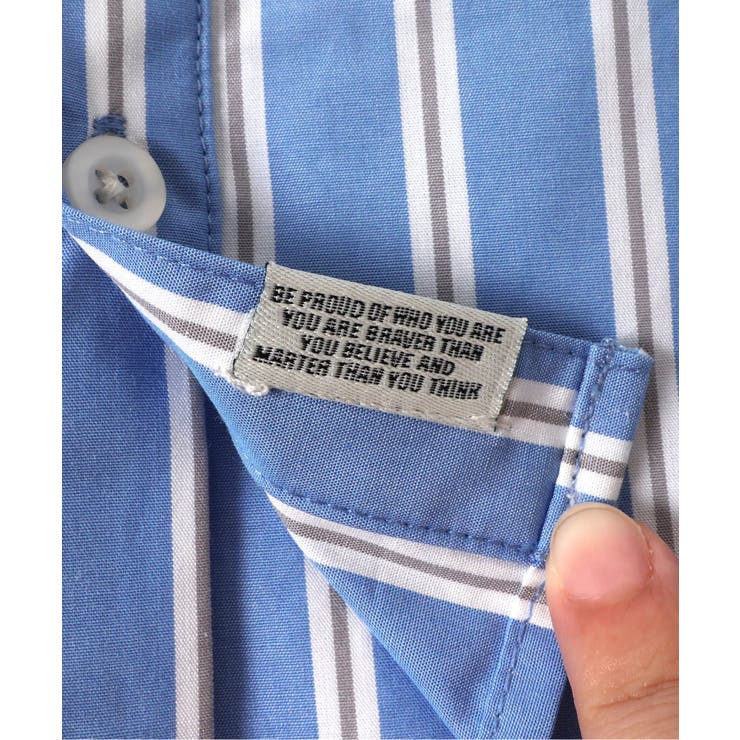 BE PROUD OF WHO YOU ARE
YOU ARE BRAVER THAN
YOU BELIEVE AND
MARTER THAN YOU THINK